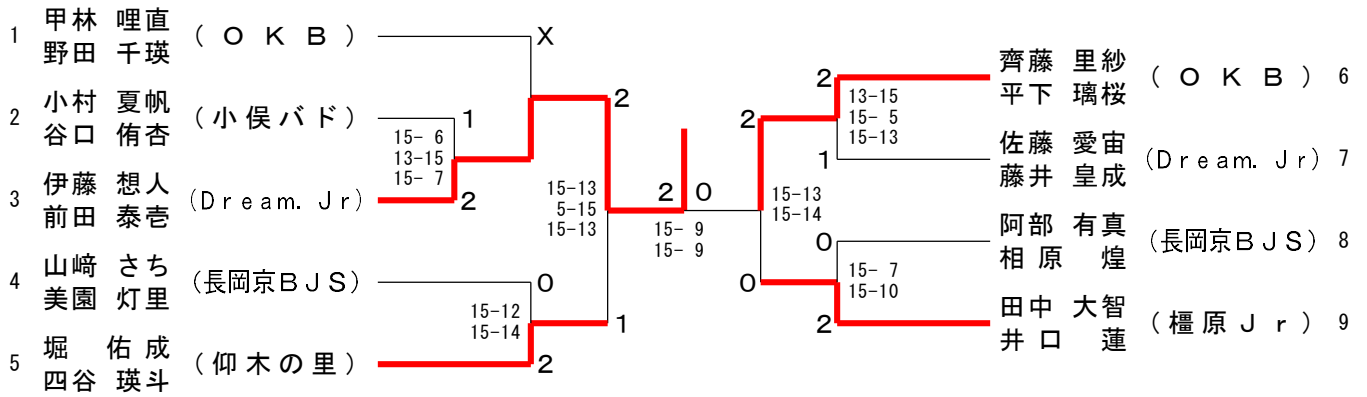 1 甲林 哩直 野田 千瑛 (ＯＫＢ) X
2 小村 夏帆 谷口 侑杏 (小俣バド) 1
15- 6
13-15
15- 7
3 伊藤 想人 前田 泰壱 (Dream. Jr) 2
2
15-13
5-15
15-13
4 山﨑 さち 美園 灯里 (長岡京ＢＪＳ) 0
15-12
15-14
1
5 堀 佑成 四谷 瑛斗 (仰木の里) 2
2 0
15- 9
15- 9
2 齊藤 里紗 平下 璃桜 (ＯＫＢ) 6
13-15
15- 5
15-13
2
1 佐藤 愛宙 藤井 皇成 (Dream. Jr) 7
15-13
15-14
0 阿部 有真 相原 煌 (長岡京ＢＪＳ) 8
15- 7
15-10
0
2 田中 大智 井口 蓮 (橿原Ｊｒ) 9